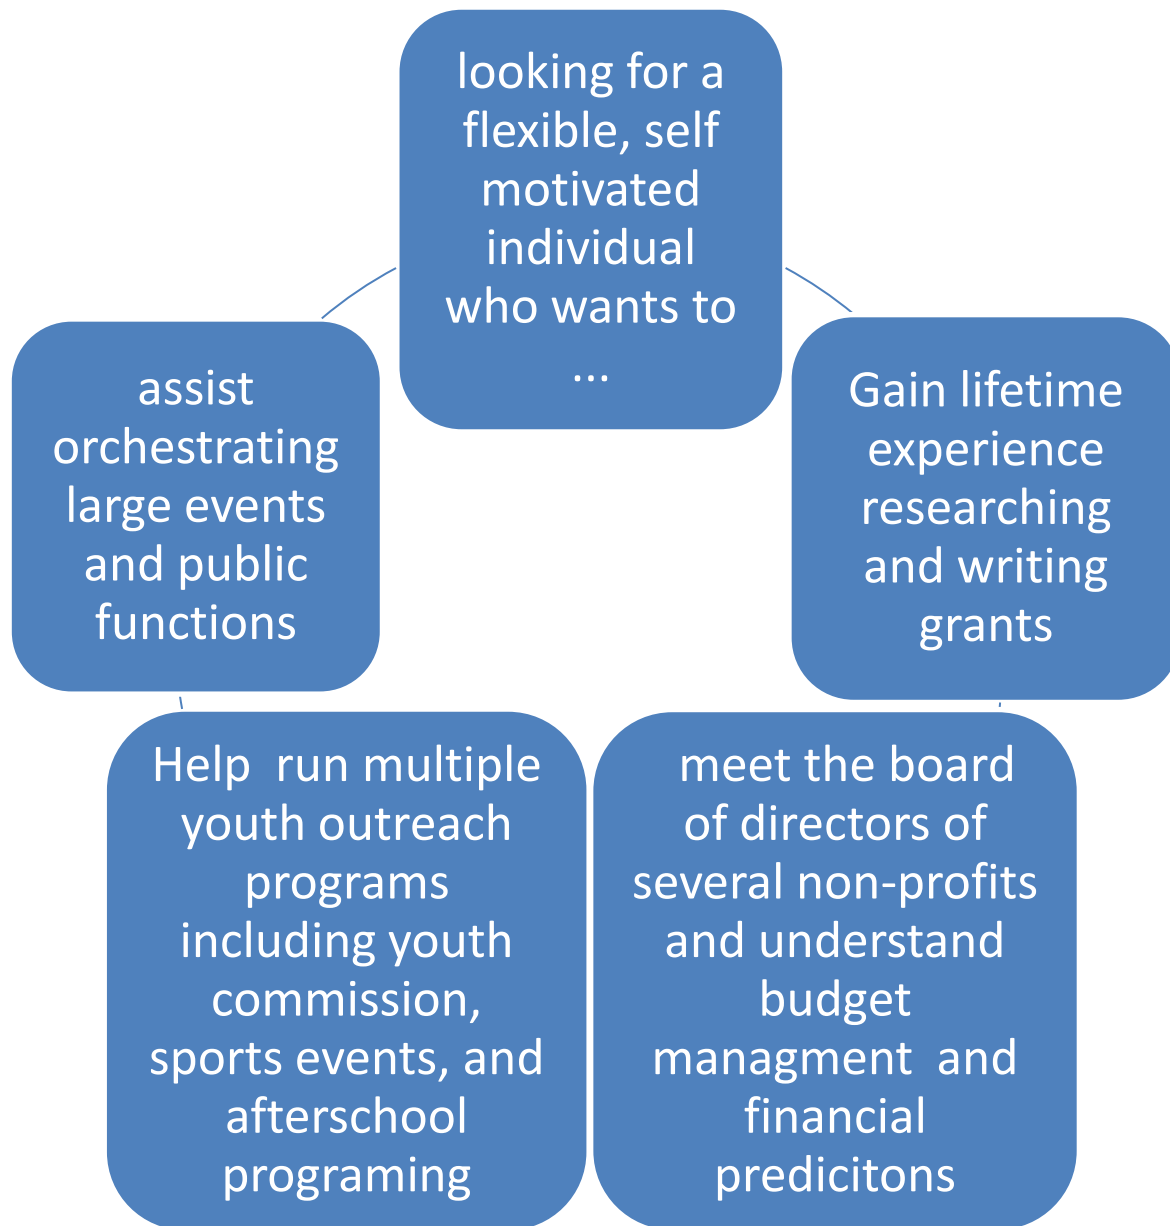 looking for a
flexible, self
motivated
individual
who wants to
...
Gain lifetime
experience
researching
and writing
grants
meet the board
of directors of
several non-profits
and understand
budget
managment  and
financial
predicitons
Help  run multiple
youth outreach
programs
including youth
commission,
sports events, and
afterschool
programing
assist
orchestrating
large events
and public
functions